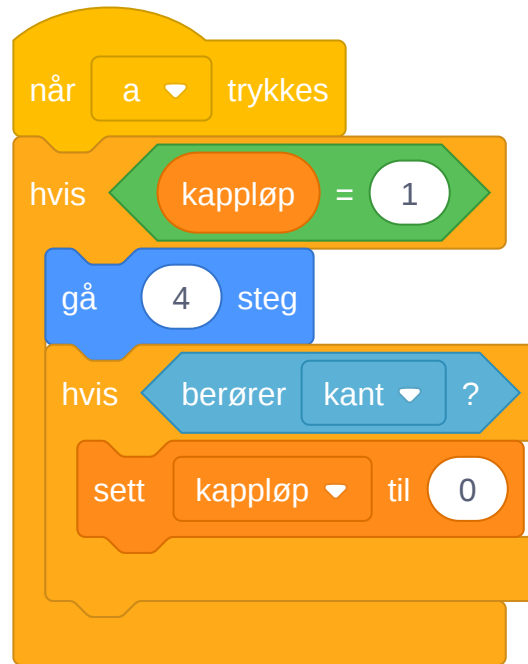 når a trykkes
hvis kappløp = 1
gå 4 steg
hvis berører kant ?
sett kappløp til 0